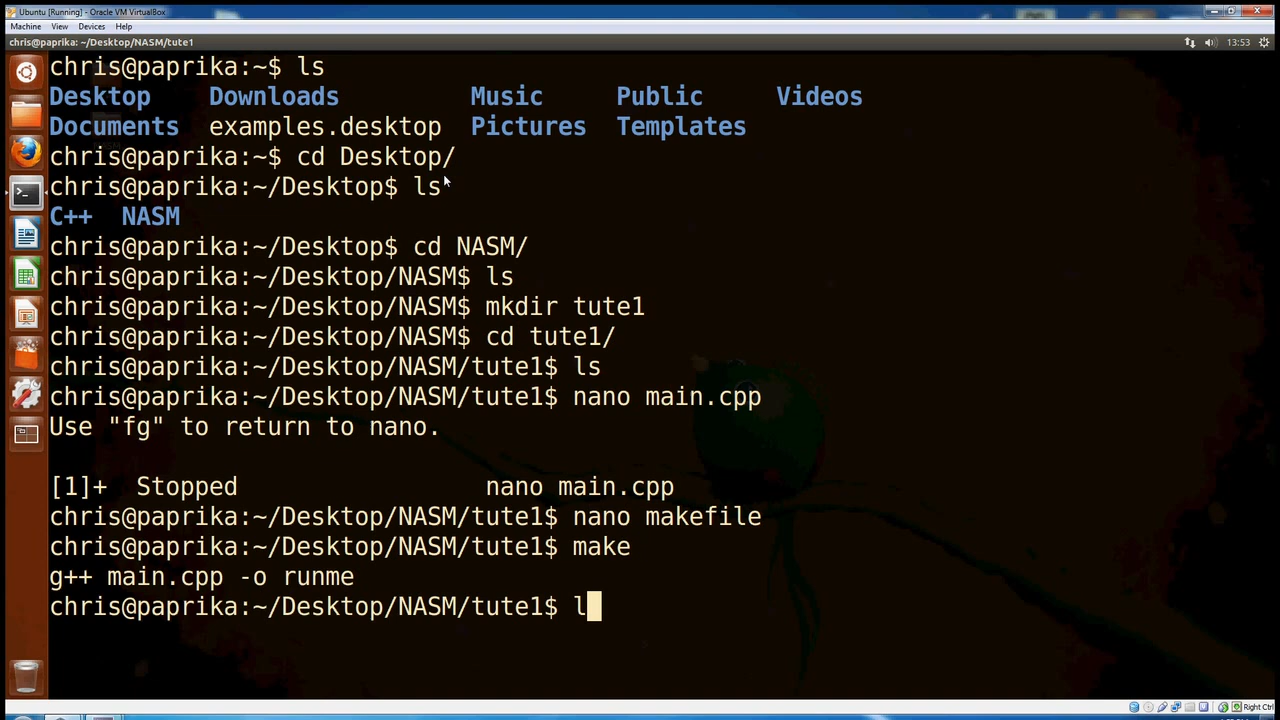 Ubuntu [Running] - Oracle VM VirtualBox
Machine View Devices Help
chris@paprika: ~/Desktop/NASM/tute1 13:53
chris@paprika:~$ ls
Desktop Downloads Music Public Videos
Documents examples.desktop Pictures Templates
chris@paprika:~$ cd Desktop/
chris@paprika:~/Desktop$ ls
C++ NASM
chris@paprika:~/Desktop$ cd NASM/
chris@paprika:~/Desktop/NASM$ ls
chris@paprika:~/Desktop/NASM$ mkdir tute1
chris@paprika:~/Desktop/NASM$ cd tute1/
chris@paprika:~/Desktop/NASM/tute1$ ls
chris@paprika:~/Desktop/NASM/tute1$ nano main.cpp
Use "fg" to return to nano.
[1]+ Stopped nano main.cpp
chris@paprika:~/Desktop/NASM/tute1$ nano makefile
chris@paprika:~/Desktop/NASM/tute1$ make
g++ main.cpp -o runme
chris@paprika:~/Desktop/NASM/tute1$ l
Right Ctrl